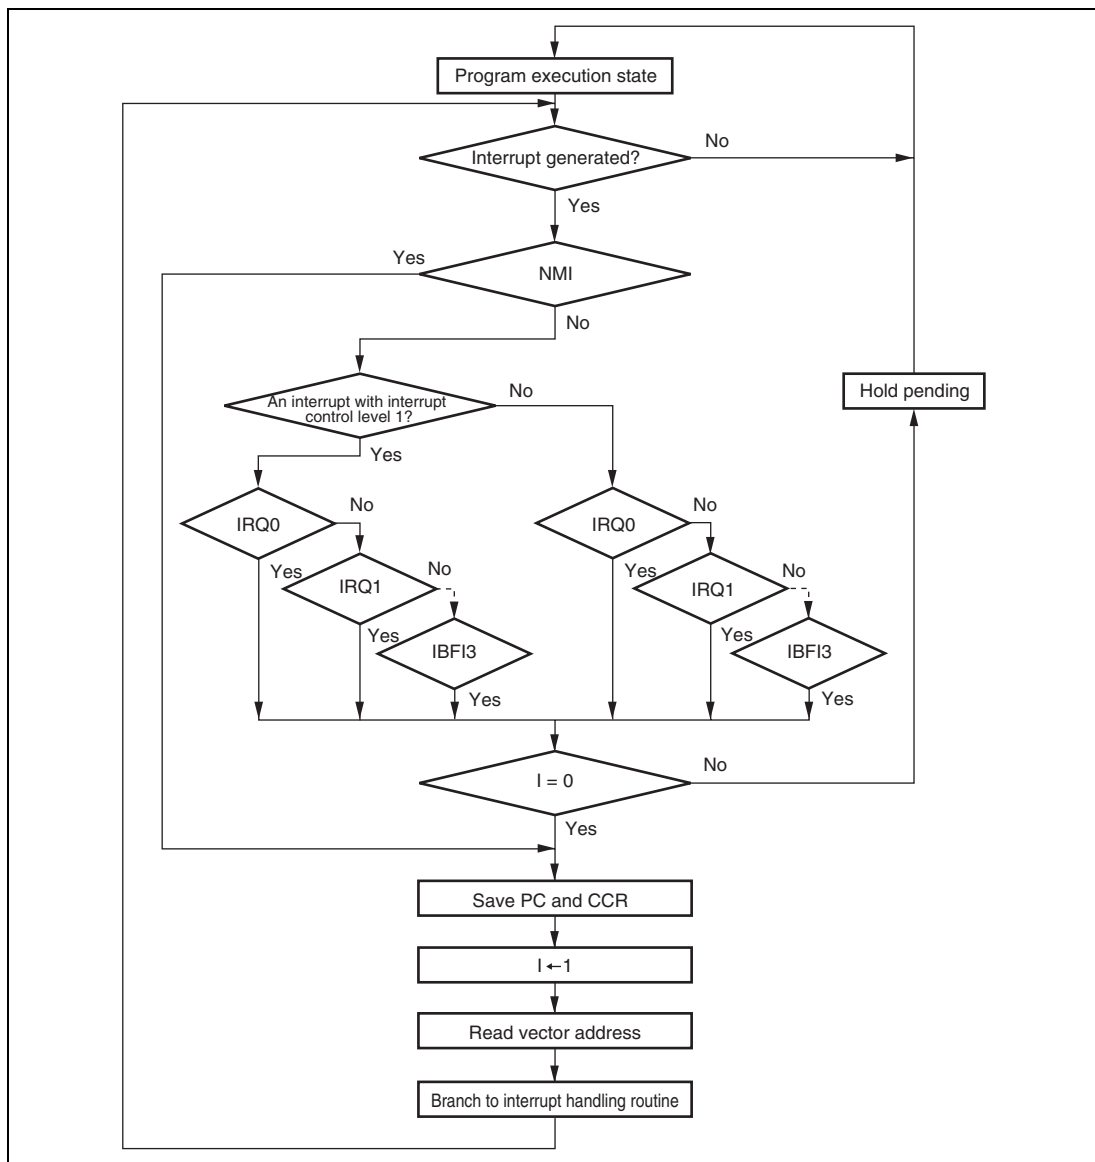 Program execution state
Interrupt generated?
No
Yes
Yes
NMI
No
An interrupt with interrupt
control level 1?
No
Hold pending
Yes
IRQ0
No
IRQ0
No
Yes
IRQ1
No
Yes
IRQ1
No
Yes
IBFI3
Yes
IBFI3
Yes
Yes
I = 0
No
Yes
Save PC and CCR
I ←1
Read vector address
Branch to interrupt handling routine